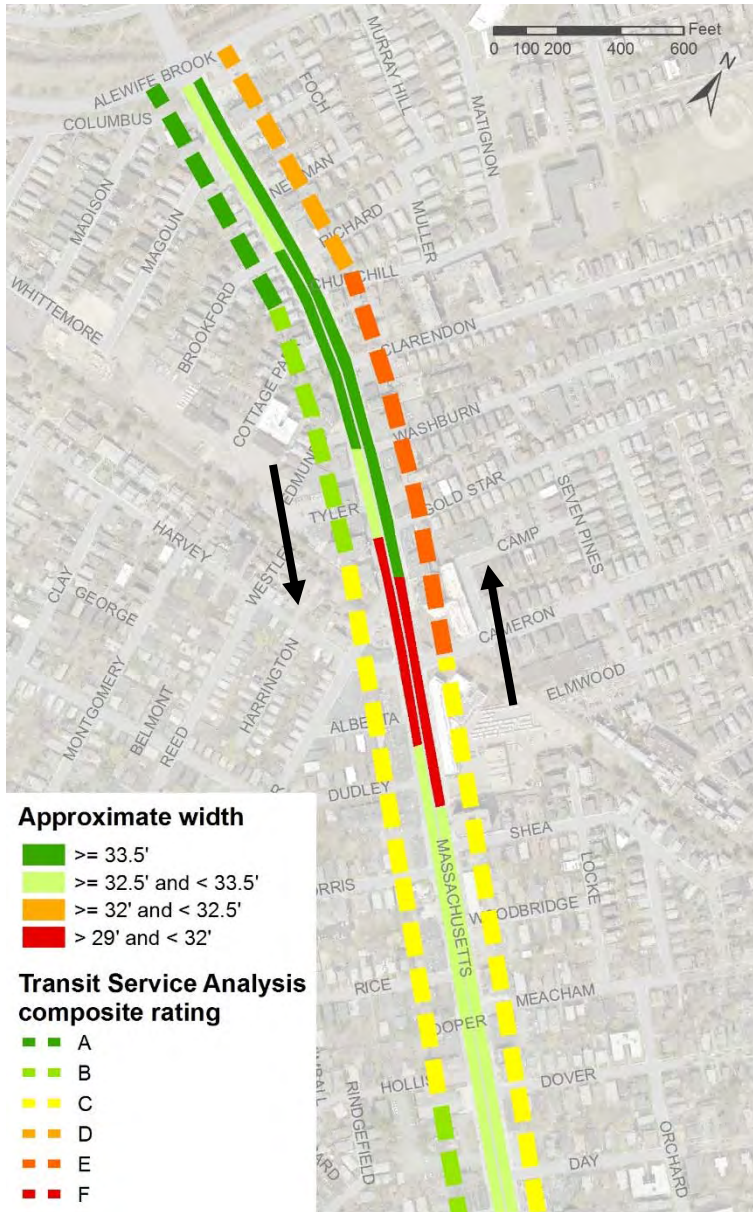 Feet
0 100 200 400 600
N
ALEWIFE BROOK
COLUMBUS
MADISON
MAGOUN
WHITTEMORE
BROOKFORD
COTTAGE PARK
EDMUND
TYLER
HARVEY
WESTLEY
CLAY
GEORGE
MONTGOMERY
BELMONT
REED
HARRINGTON
ALBERTA
DUDLEY
ORRIS
RICE
OOPER
HOLLIS
RINDGEFIELD
MURRAY HILL
FOCH
MATIGNON
NEWMAN
RICHARD
MULLER
CHURCHILL
CLARENDON
WASHBURN
GOLD STAR
SEVEN PINES
CAMP
CAMERON
ELMWOOD
SHEA
LOCKE
MASSACHUSETTS
WOODBRIDGE
MEACHAM
DOVER
ORCHARD
DAY
Approximate width
>= 33.5'
>= 32.5' and < 33.5'
>= 32' and < 32.5'
> 29' and < 32'
Transit Service Analysis
composite rating
A
B
C
D
E
F